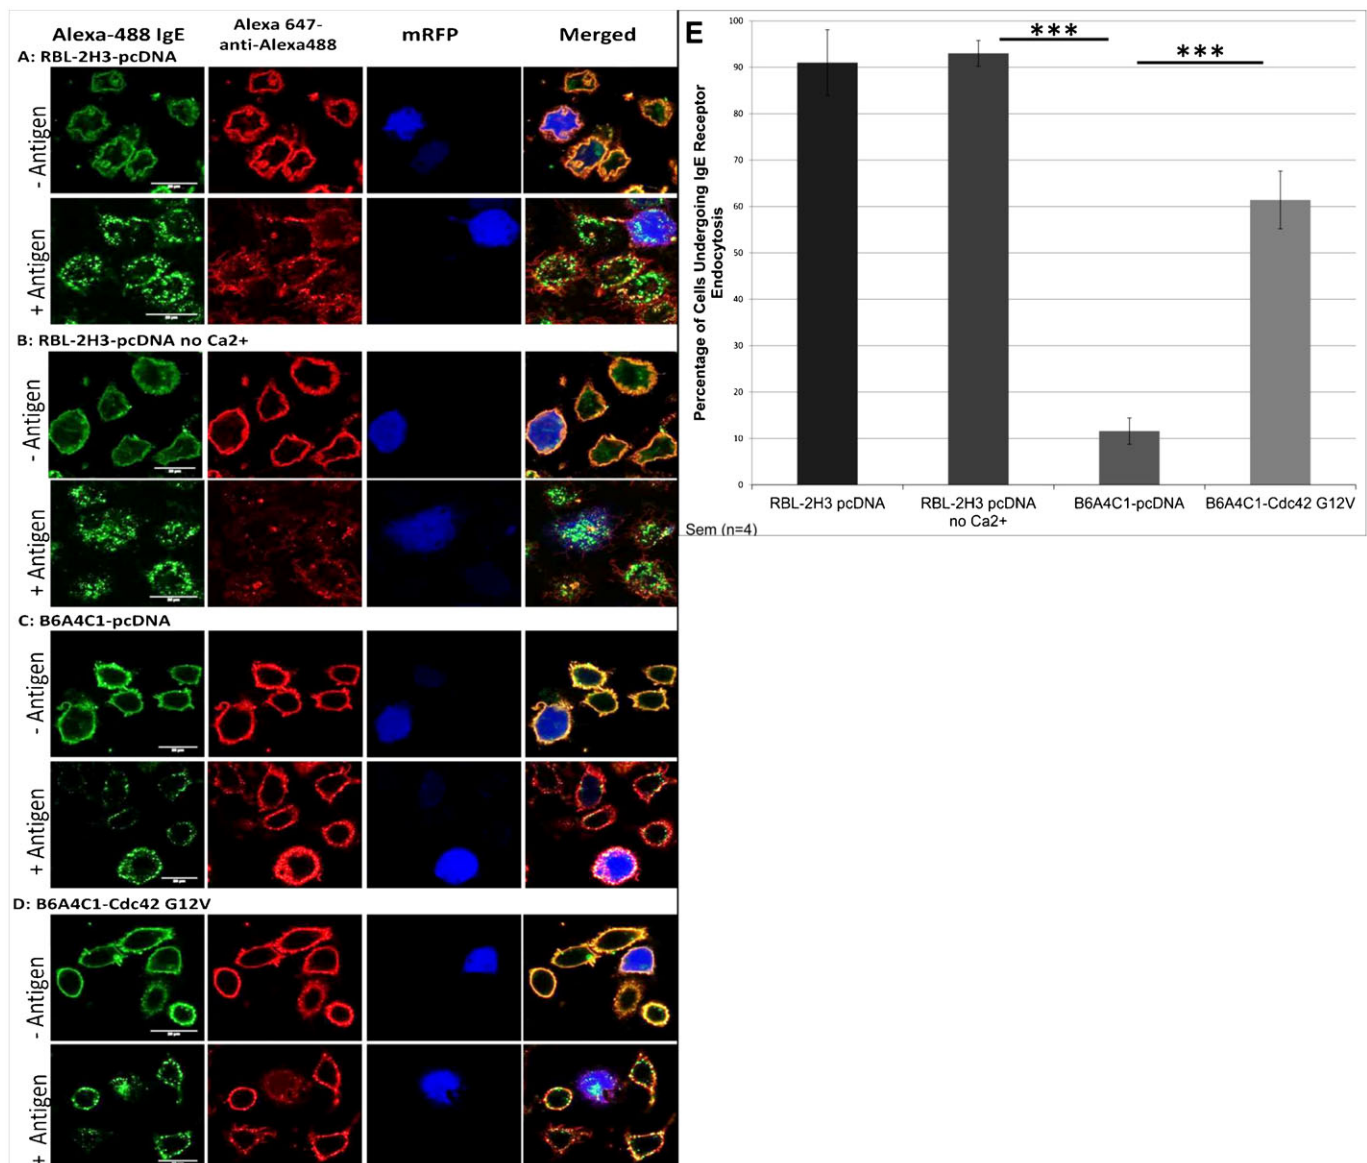 Alexa-488 IgE
Alexa 647-
anti-Alexa488
mRFP
Merged
A: RBL-2H3-pcDNA
- Antigen
+ Antigen
B: RBL-2H3-pcDNA no Ca2+
- Antigen
+ Antigen
C: B6A4C1-pcDNA
- Antigen
+ Antigen
D: B6A4C1-Cdc42 G12V
- Antigen
+ Antigen
E
Percentage of Cells Undergoing IgE Receptor
Endocytosis
100
90
80
70
60
50
40
30
20
10
0
***
***
RBL-2H3 pcDNA
RBL-2H3 pcDNA
no Ca2+
B6A4C1-pcDNA
B6A4C1-Cdc42 G12V
Sem (n=4)